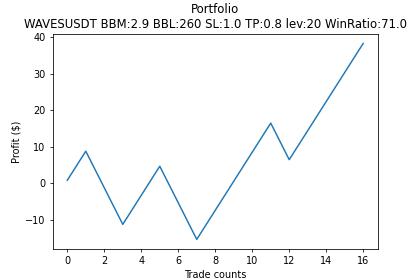 Portfolio
WAVESUSDT BBM:2.9 BBL:260 SL:1.0 TP:0.8 lev:20 WinRatio:71.0
Profit ($)
40
30
20
10
0
−10
0 2 4 6 8 10 12 14 16
Trade counts